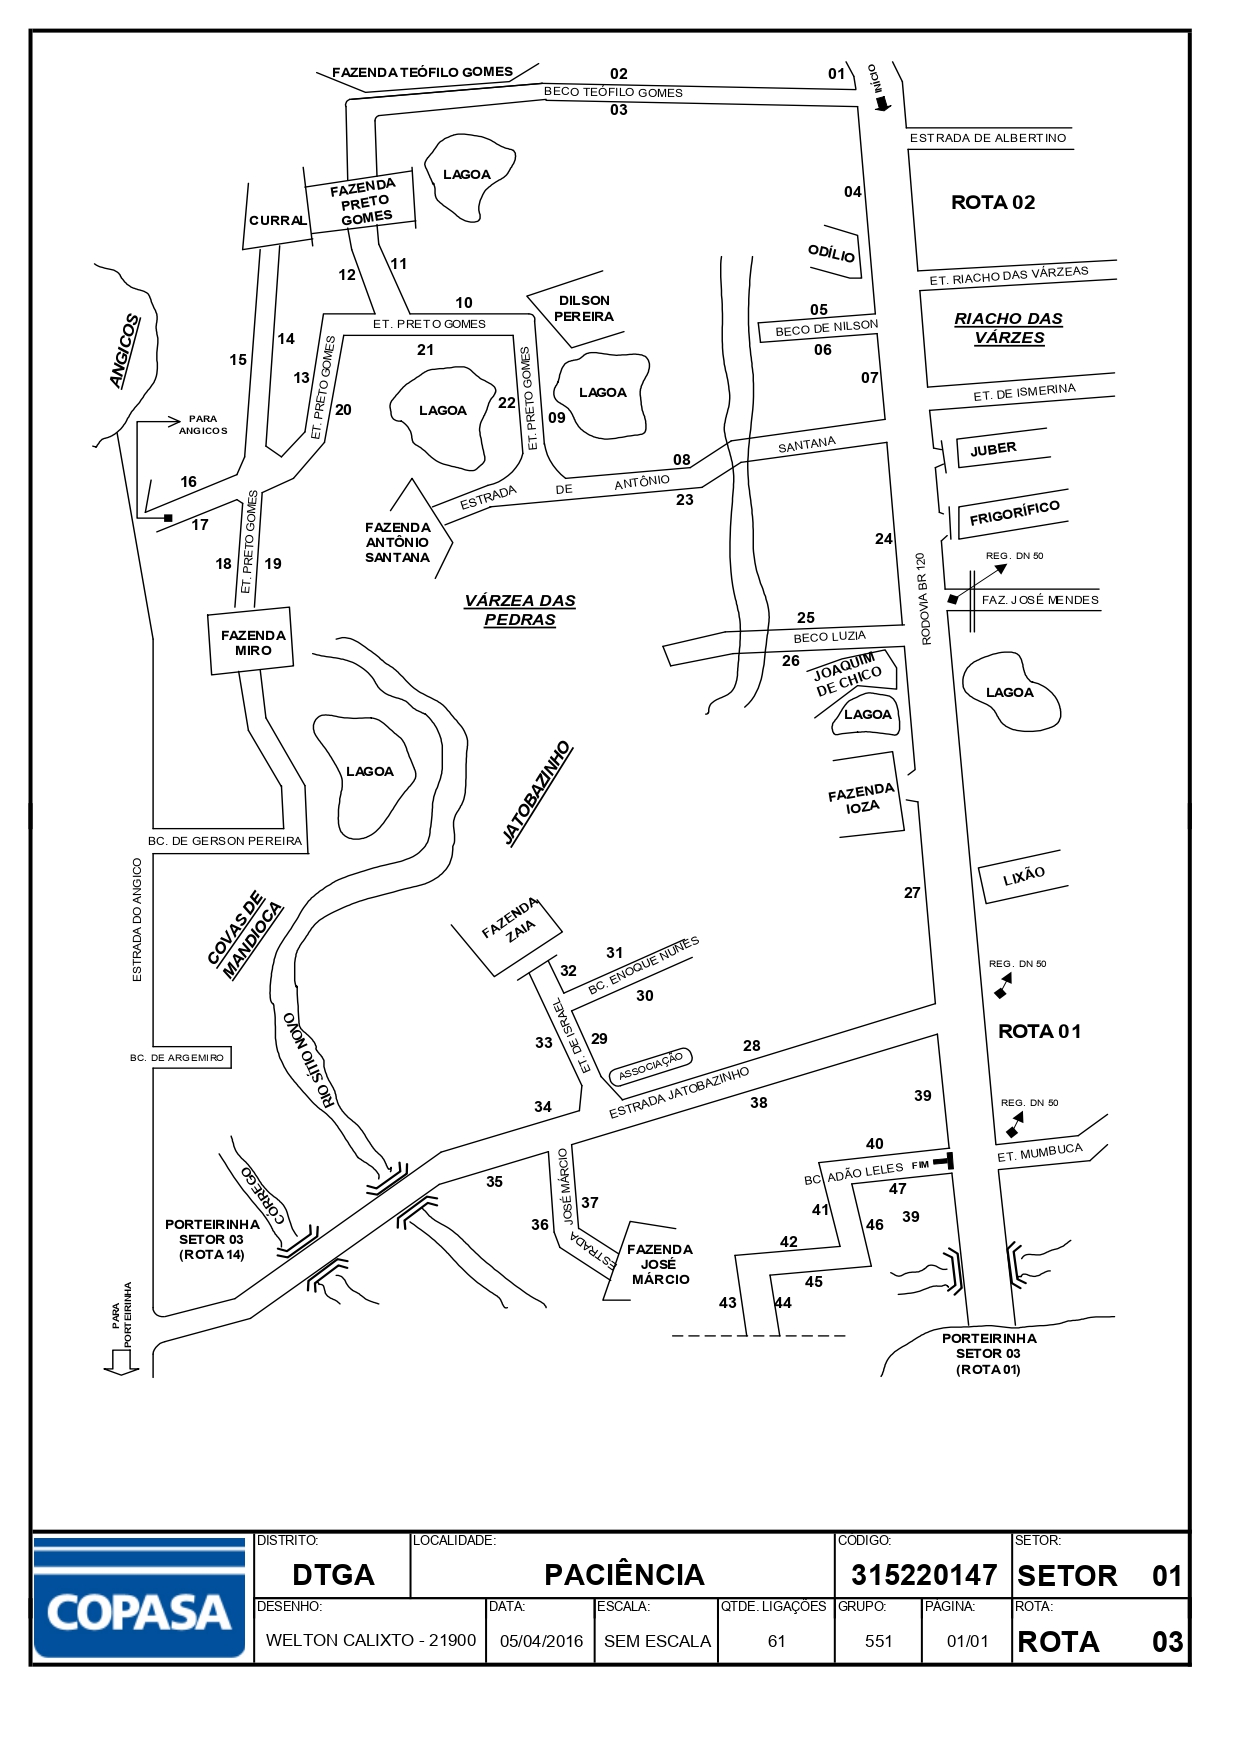 FAZENDA TEÓFILO GOMES
02
01
INÍCIO
BECO TEÓFILO GOMES
03
ESTRADA DE ALBERTINO
LAGOA
FAZENDA
PRETO
GOMES
CURRAL
04
ROTA 02
ODÍLIO
12
11
ET. RIACHO DAS VÁRZEAS
10
DILSON
PEREIRA
05
BECO DE NILSON
06
RIACHO DAS
VÁRZES
ANGICOS
ET. PRETO GOMES
21
14
15
13
ET. PRETO GOMES
20
LAGOA
22
ET. PRETO GOMES
09
LAGOA
07
ET. DE ISMERINA
PARA
ANGICOS
16
17
08
SANTANA
JUBER
ESTRADA
DE
ANTÔNIO
23
FRIGORÍFICO
FAZENDA
ANTÔNIO
SANTANA
24
18
ET. PRETO GOMES
19
REG. DN 50
RODOVIA BR 120
FAZ. JOSÉ MENDES
VÁRZEA DAS
PEDRAS
25
BECO LUZIA
26
FAZENDA
MIRO
JOAQUIM
DE CHICO
LAGOA
LAGOA
LAGOA
JATOBAZINHO
FAZENDA
IOZA
BC. DE GERSON PEREIRA
ESTRADA DO ANGICO
COVAS DE
MANDIOCA
27
LIXÃO
FAZENDA
ZAIA
31
BC. ENOQUE NUNES
32
30
REG. DN 50
ROTA 01
RIO SÍTIO NOVO
33
ET. DE ISRAEL
29
28
BC. DE ARGEMIRO
ASSOCIAÇÃO
ESTRADA JATOBAZINHO
38
34
39
REG. DN 50
40
ET. MUMBUCA
BC. ADÃO LELES
FIM
47
CÓRREGO
35
JOSÉ MÁRCIO
37
36
ESTRADA
41
46
39
PORTEIRINHA
SETOR 03
(ROTA 14)
FAZENDA
JOSÉ
MÁRCIO
42
45
43
44
PARA
PORTEIRINHA
PORTEIRINHA
SETOR 03
(ROTA 01)
COPASA
DISTRITO:
DTGA
LOCALIDADE:
PACIÊNCIA
CODIGO:
315220147
SETOR:
SETOR 01
DESENHO:
WELTON CALIXTO - 21900
DATA:
05/04/2016
ESCALA:
SEM ESCALA
QTDE. LIGAÇÕES
61
GRUPO:
551
PÁGINA:
01/01
ROTA:
ROTA 03